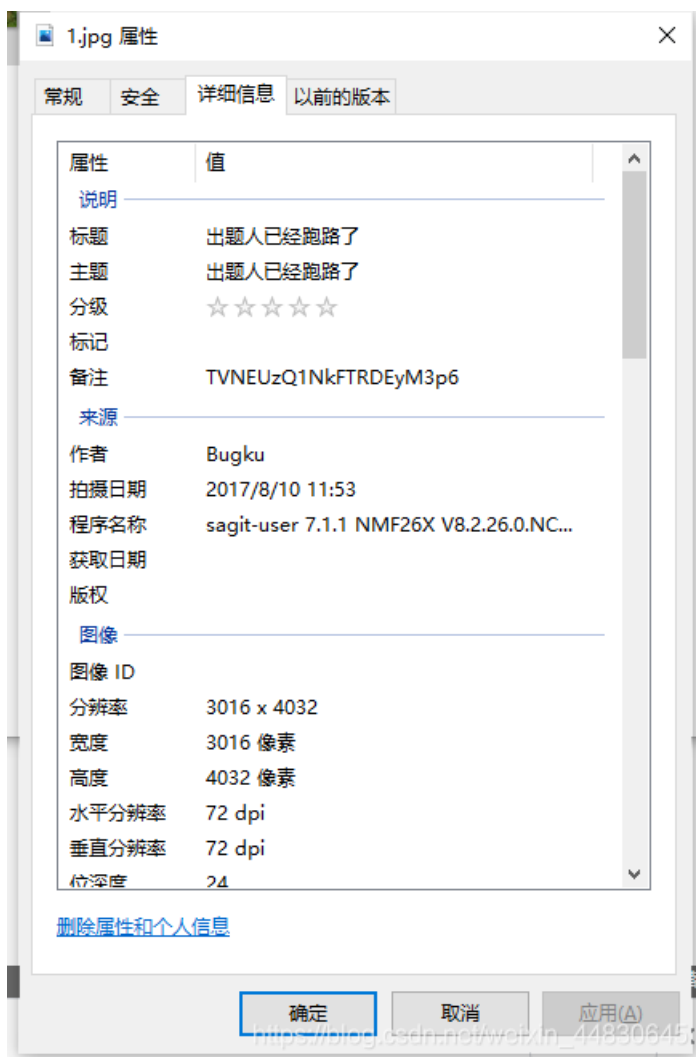 1.jpg 属性
常规 安全 详细信息 以前的版本
属性 值
说明
标题 出题人已经跑路了
主题 出题人已经跑路了
分级
标记
备注 TVNEUzQ1NkFTRDEyM3p6
来源
作者 Bugku
拍摄日期 2017/8/10 11:53
程序名称 sagit-user 7.1.1 NMF26X V8.2.26.0.NC...
获取日期
版权
图像
图像 ID
分辨率 3016 x 4032
宽度 3016 像素
高度 4032 像素
水平分辨率 72 dpi
垂直分辨率 72 dpi
位深度 24
删除属性和个人信息
确定 取消 应用(A)
https://blog.csdn.net/weixin_44830645